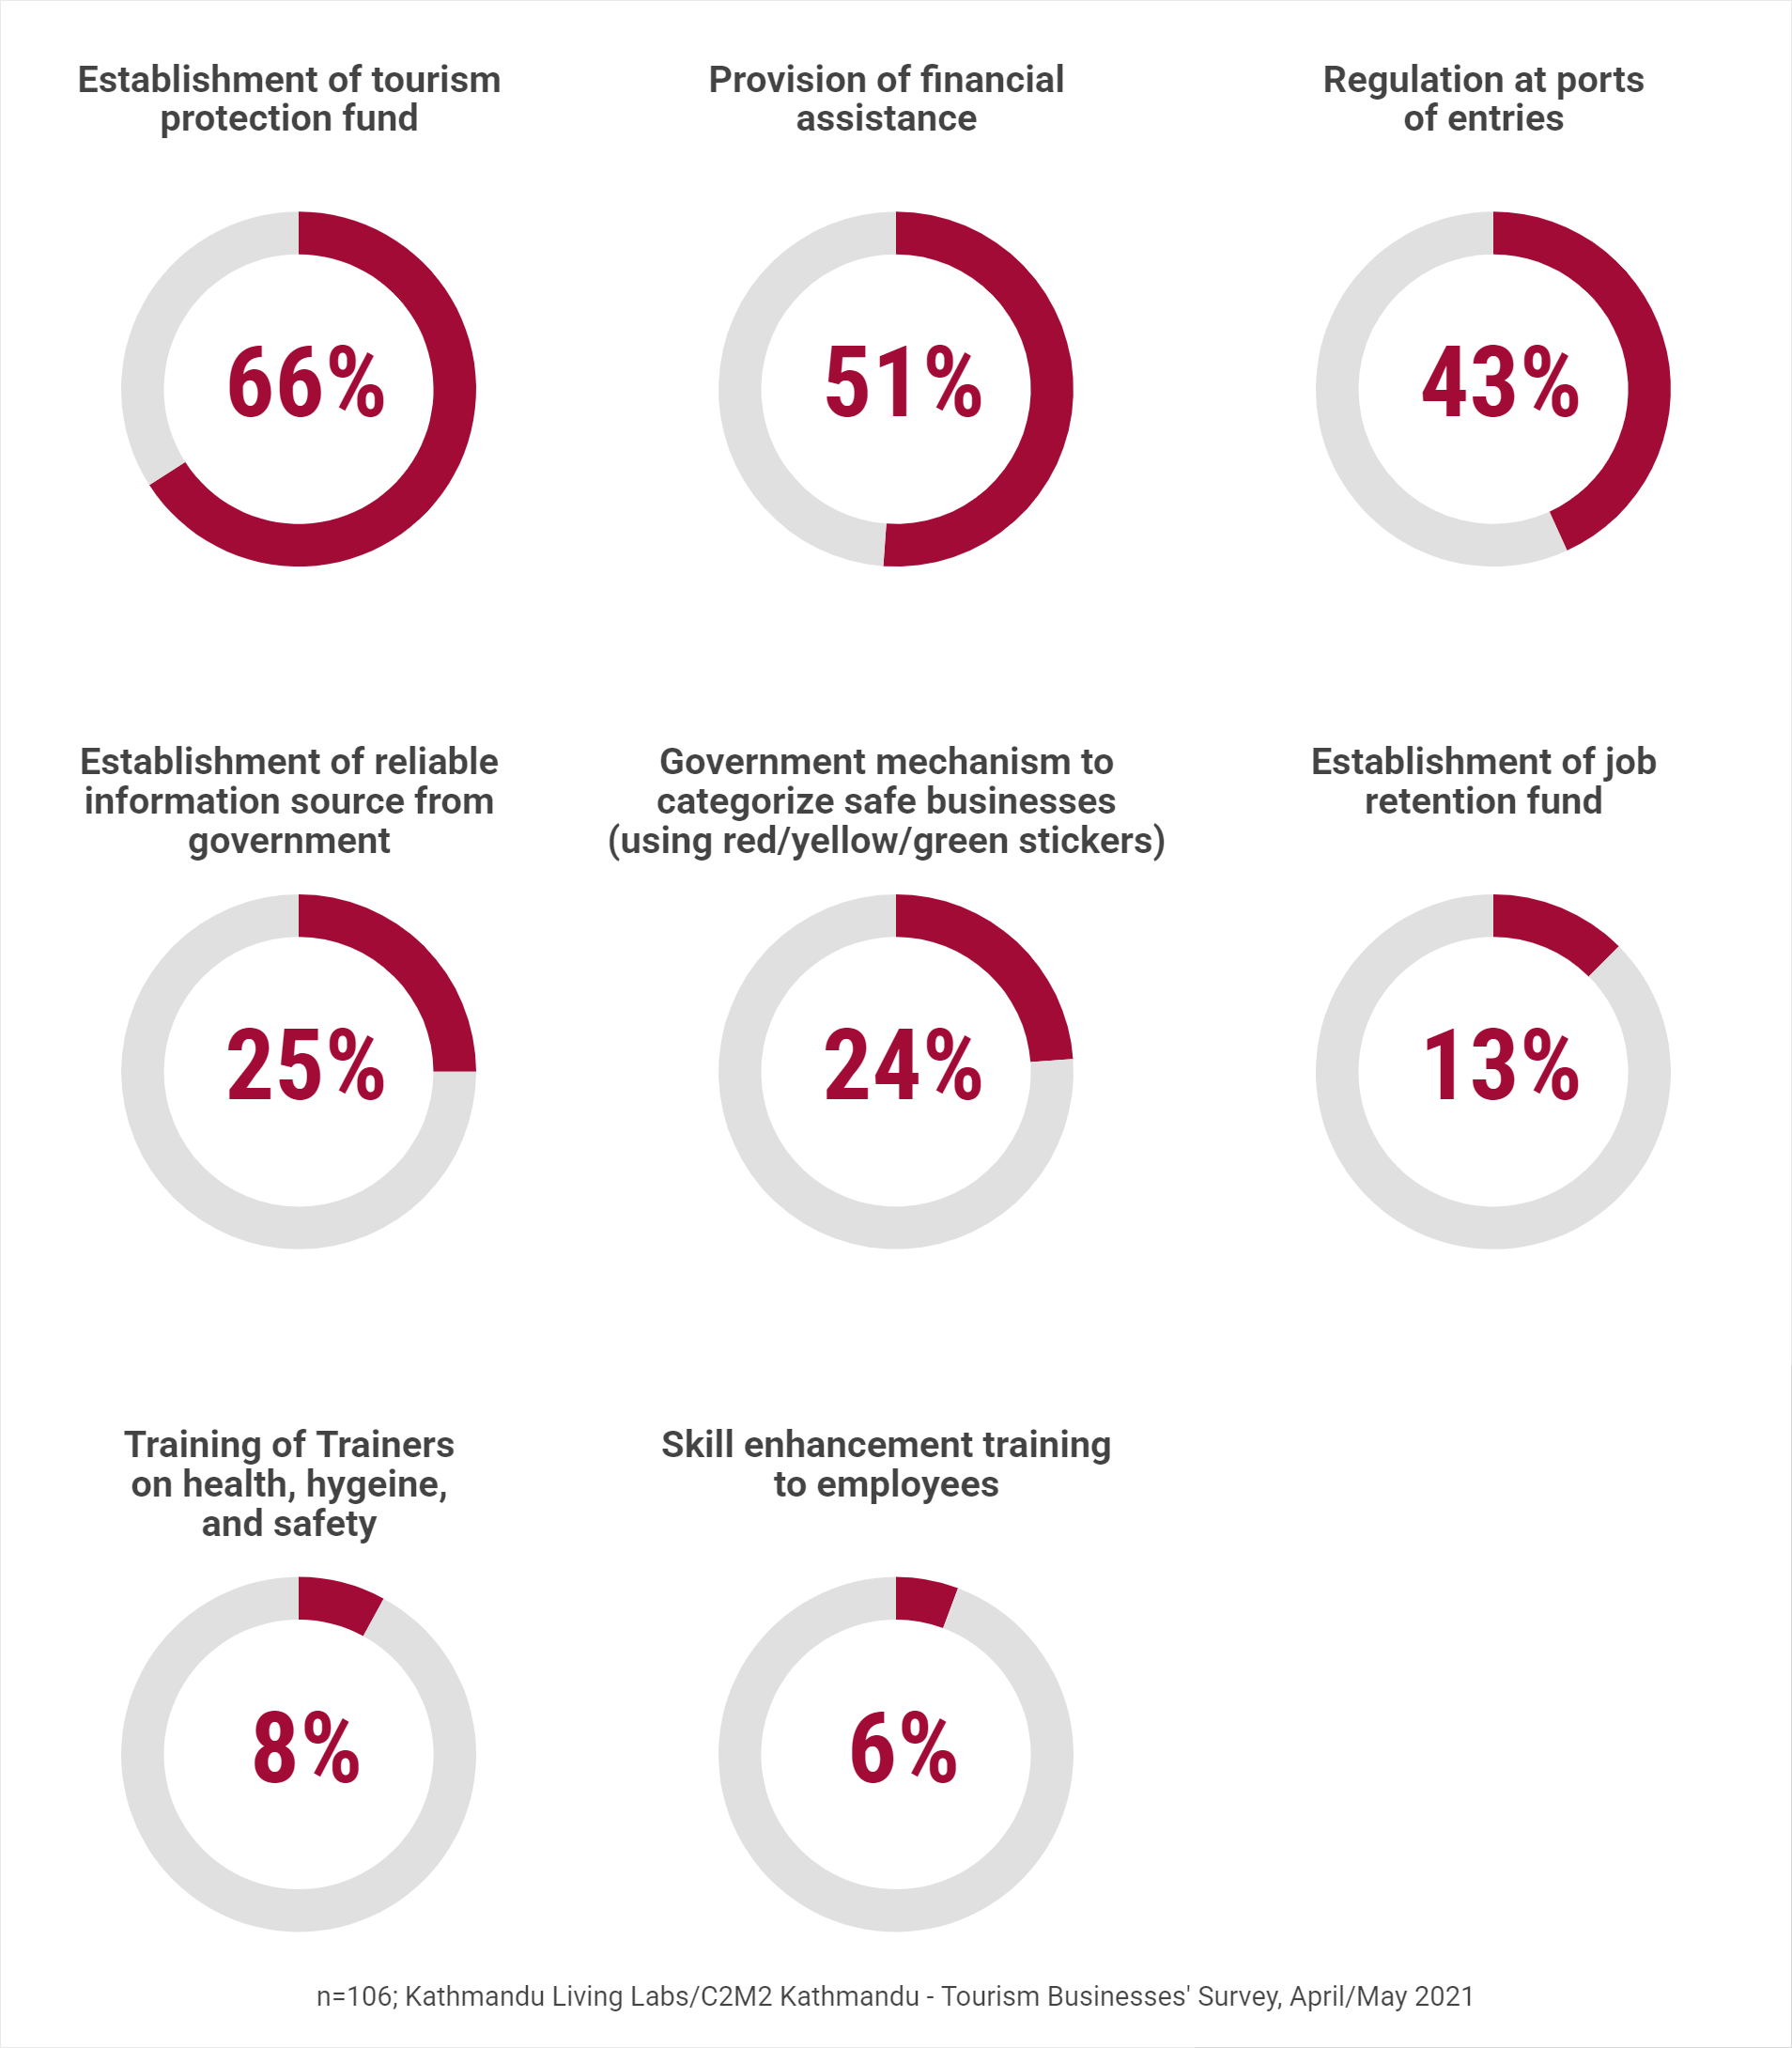 Establishment of tourism
protection fund
66%
Provision of financial
assistance
51%
Regulation at ports
of entries
43%
Establishment of reliable
information source from
government
25%
Government mechanism to
categorize safe businesses
(using red/yellow/green stickers)
24%
Establishment of job
retention fund
13%
Training of Trainers
on health, hygeine,
and safety
8%
Skill enhancement training
to employees
6%
n=106; Kathmandu Living Labs/C2M2 Kathmandu - Tourism Businesses' Survey, April/May 2021